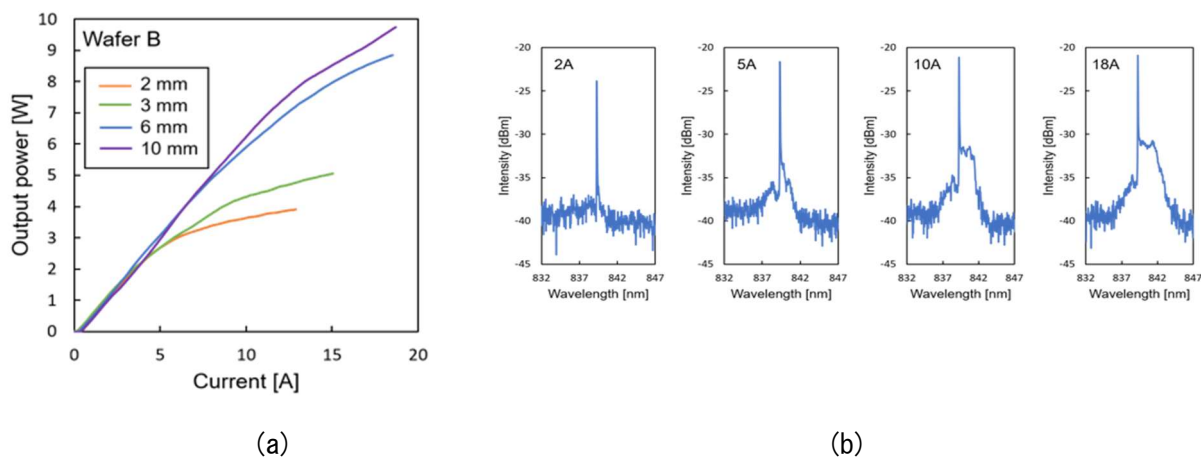 10
9
8
7
6
5
4
3
2
1
0
Output power [W]
Wafer B
2 mm
3 mm
6 mm
10 mm
0
5
10
15
20
Current [A]
(a)
-20
-25
-30
-35
-40
-45
Intensity [dBm]
2A
832
837
842
847
Wavelength [nm]
-20
-25
-30
-35
-40
-45
Intensity [dBm]
5A
832
837
842
847
Wavelength [nm]
-20
-25
-30
-35
-40
-45
Intensity [dBm]
10A
832
837
842
847
Wavelength [nm]
-20
-25
-30
-35
-40
-45
Intensity [dBm]
18A
832
837
842
847
Wavelength [nm]
(b)